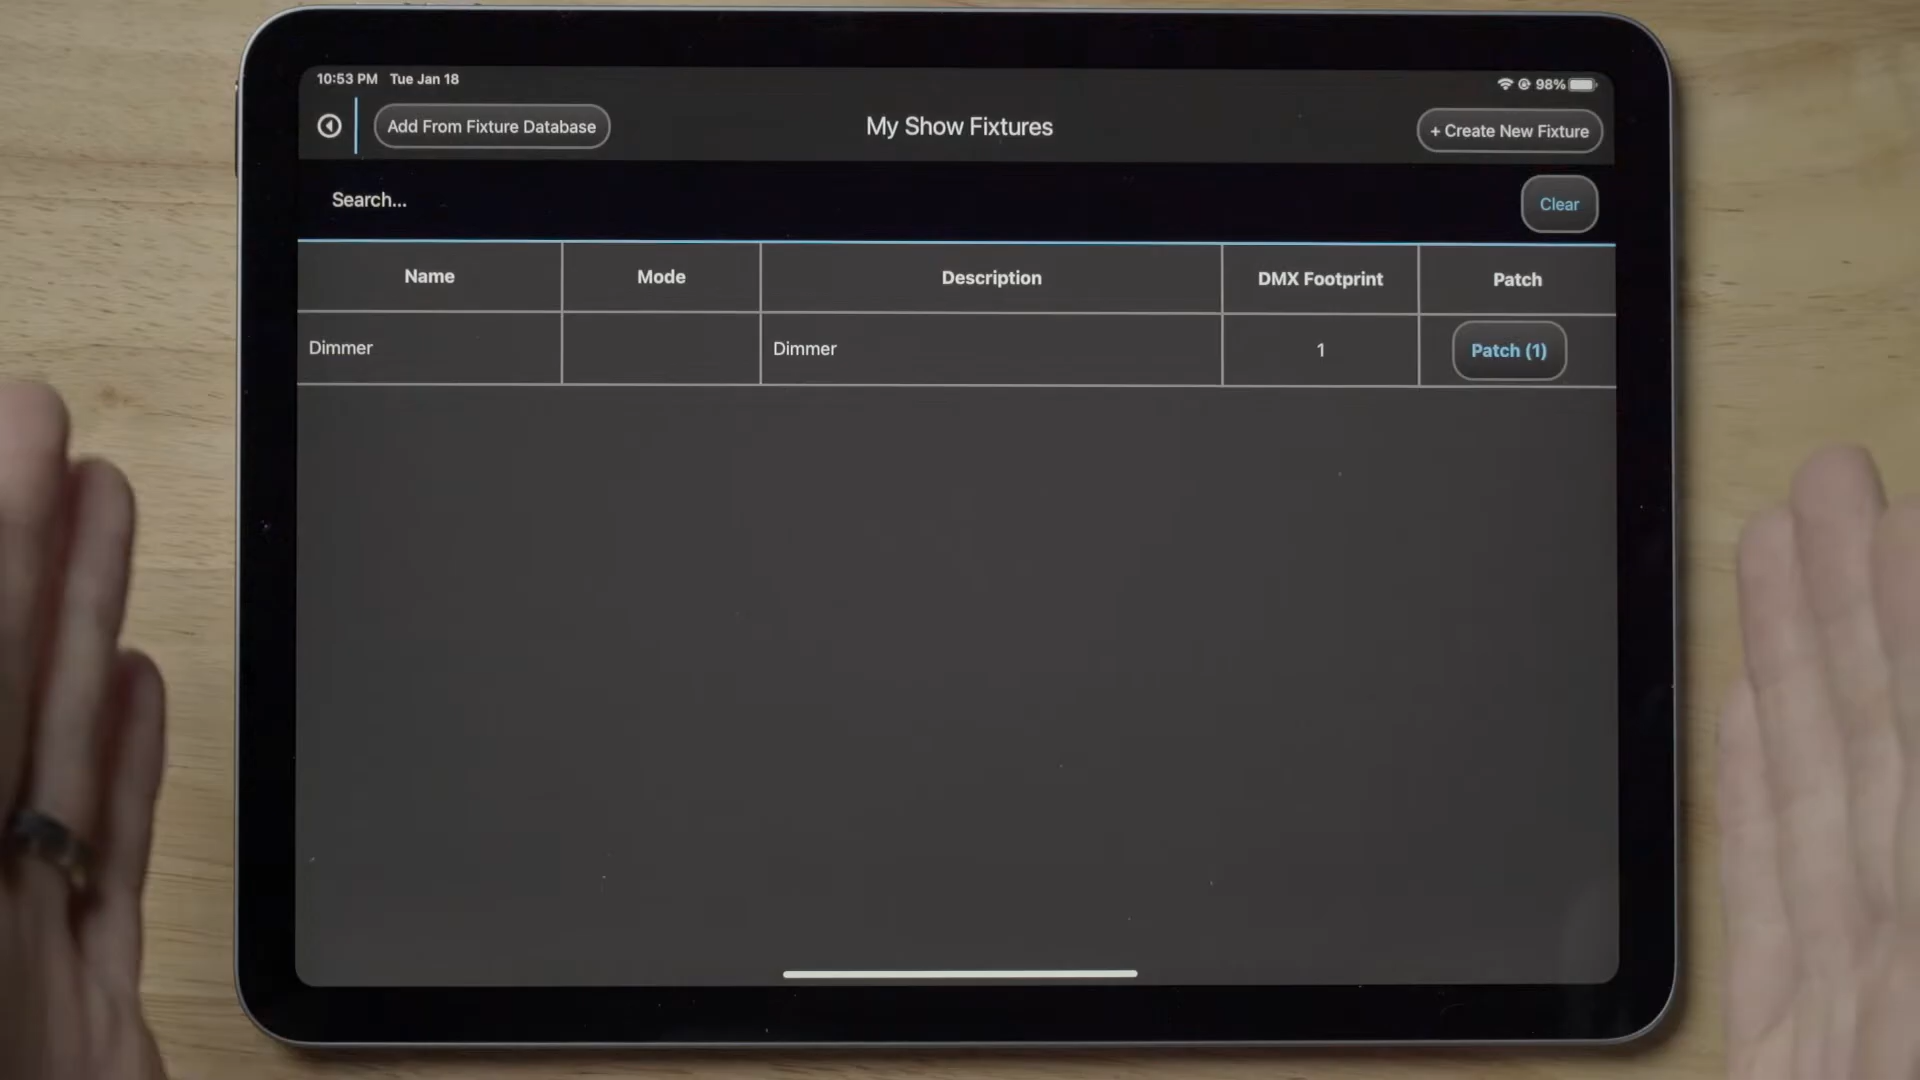 10:53 PM Tue Jan 18
98%
Add From Fixture Database
My Show Fixtures
+ Create New Fixture
Search...
Clear
Name Mode Description DMX Footprint Patch
Dimmer Dimmer 1 Patch (1)